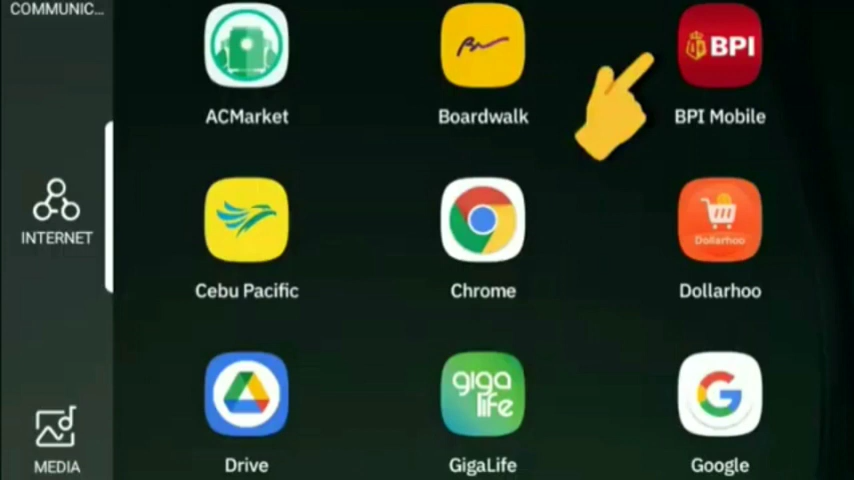 COMMUNIC...
BPI
ACMarket
Boardwalk
BPI Mobile
INTERNET
Dollarhoo
Cebu Pacific
Chrome
Dollarhoo
giga
life
G
MEDIA
Drive
GigaLife
Google